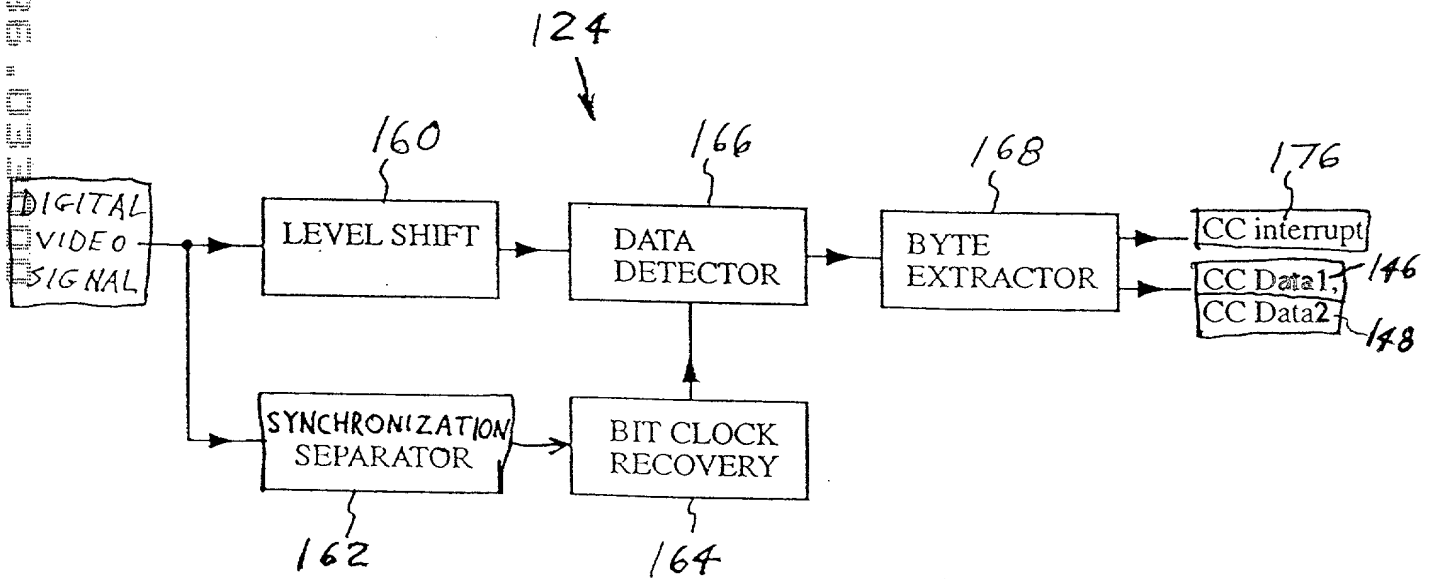 124
160
166
168
176
DIGITAL
VIDEO
SIGNAL
LEVEL SHIFT
DATA
DETECTOR
BYTE
EXTRACTOR
CC interrupt
CC Data1,
146
CC Data2
148
SYNCHRONIZATION
SEPARATOR
BIT CLOCK
RECOVERY
162
164